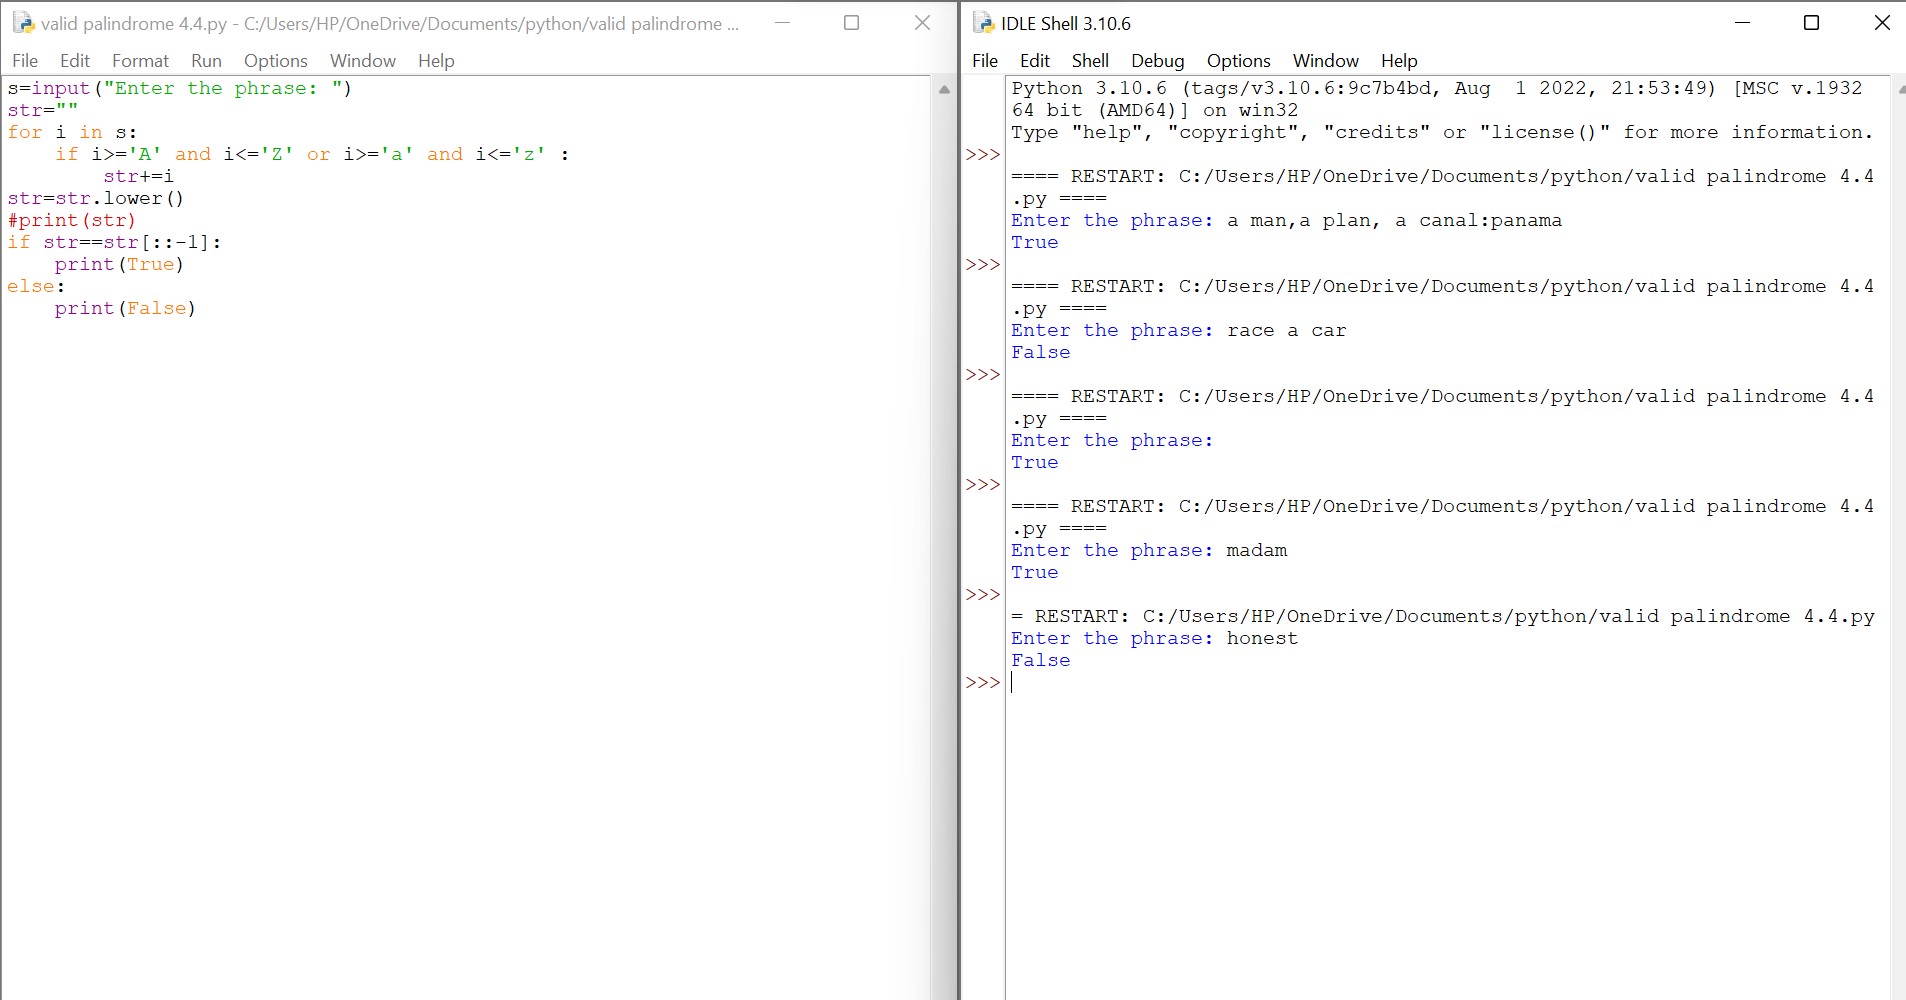 valid palindrome 4.4.py - C:/Users/HP/OneDrive/Documents/python/valid palindrome ...
File Edit Format Run Options Window Help
s=input("Enter the phrase: ")
str=""
for i in s:
    if i>='A' and i<='Z' or i>='a' and i<='z' :
        str+=i
str=str.lower()
#print(str)
if str==str[::-1]:
    print(True)
else:
    print(False)
IDLE Shell 3.10.6
File Edit Shell Debug Options Window Help
Python 3.10.6 (tags/v3.10.6:9c7b4bd, Aug  1 2022, 21:53:49) [MSC v.1932
64 bit (AMD64)] on win32
Type "help", "copyright", "credits" or "license()" for more information.
>>>
==== RESTART: C:/Users/HP/OneDrive/Documents/python/valid palindrome 4.4
.py ====
Enter the phrase: a man,a plan, a canal:panama
True
>>>
==== RESTART: C:/Users/HP/OneDrive/Documents/python/valid palindrome 4.4
.py ====
Enter the phrase: race a car
False
>>>
==== RESTART: C:/Users/HP/OneDrive/Documents/python/valid palindrome 4.4
.py ====
Enter the phrase:
True
>>>
==== RESTART: C:/Users/HP/OneDrive/Documents/python/valid palindrome 4.4
.py ====
Enter the phrase: madam
True
>>>
= RESTART: C:/Users/HP/OneDrive/Documents/python/valid palindrome 4.4.py
Enter the phrase: honest
False
>>>